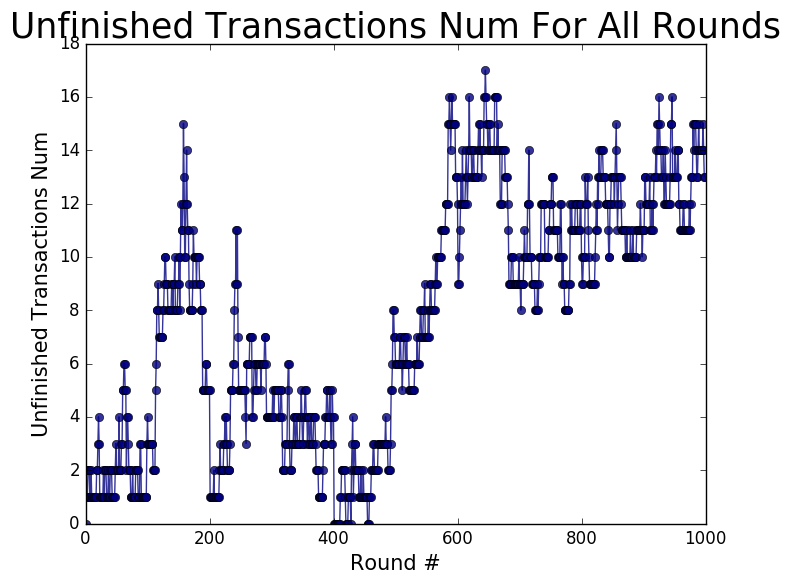 Unfinished Transactions Num For All Rounds
18
16
14
12
10
8
6
4
2
0
Unfinished Transactions Num
0 200 400 600 800 1000
Round #